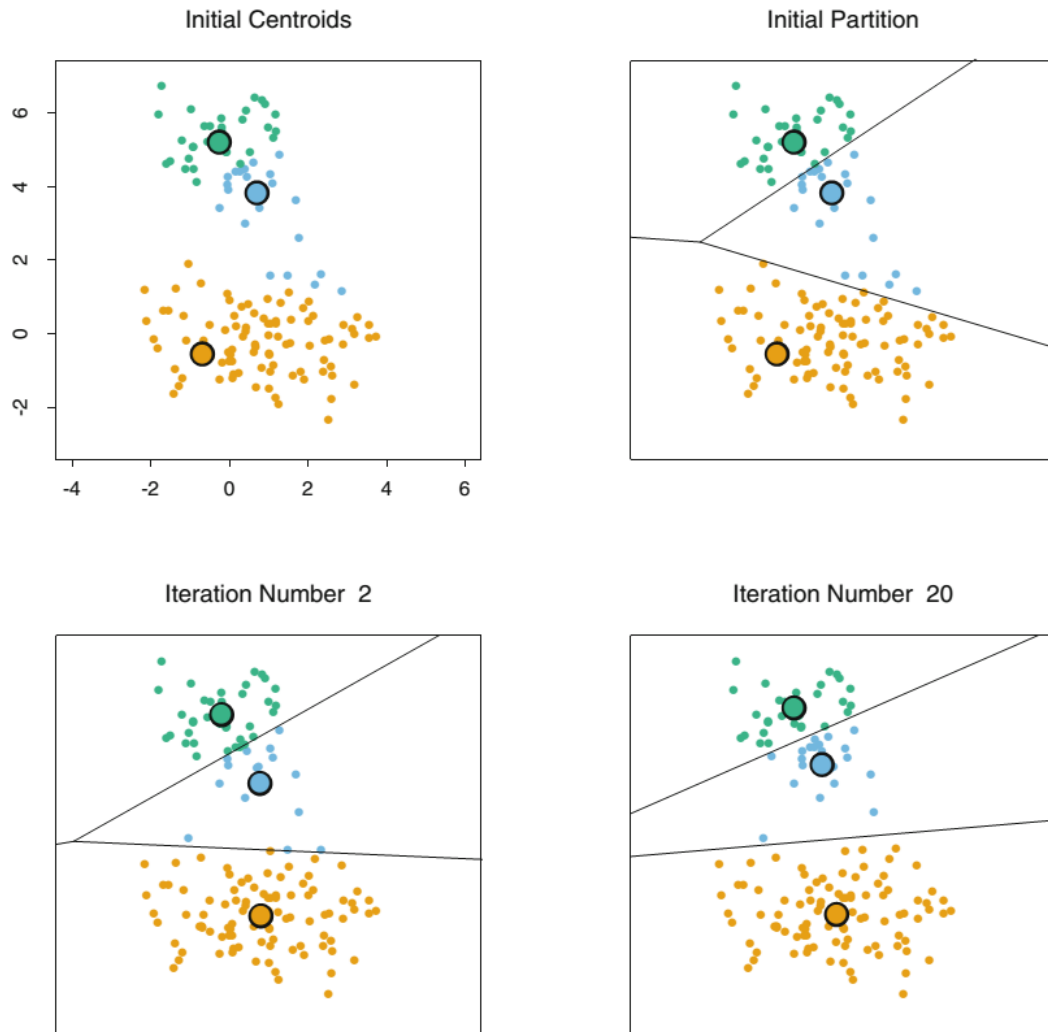 Initial Centroids
Initial Partition
6
4
2
0
-2
-4 -2 0 2 4 6
Iteration Number 2
Iteration Number 20